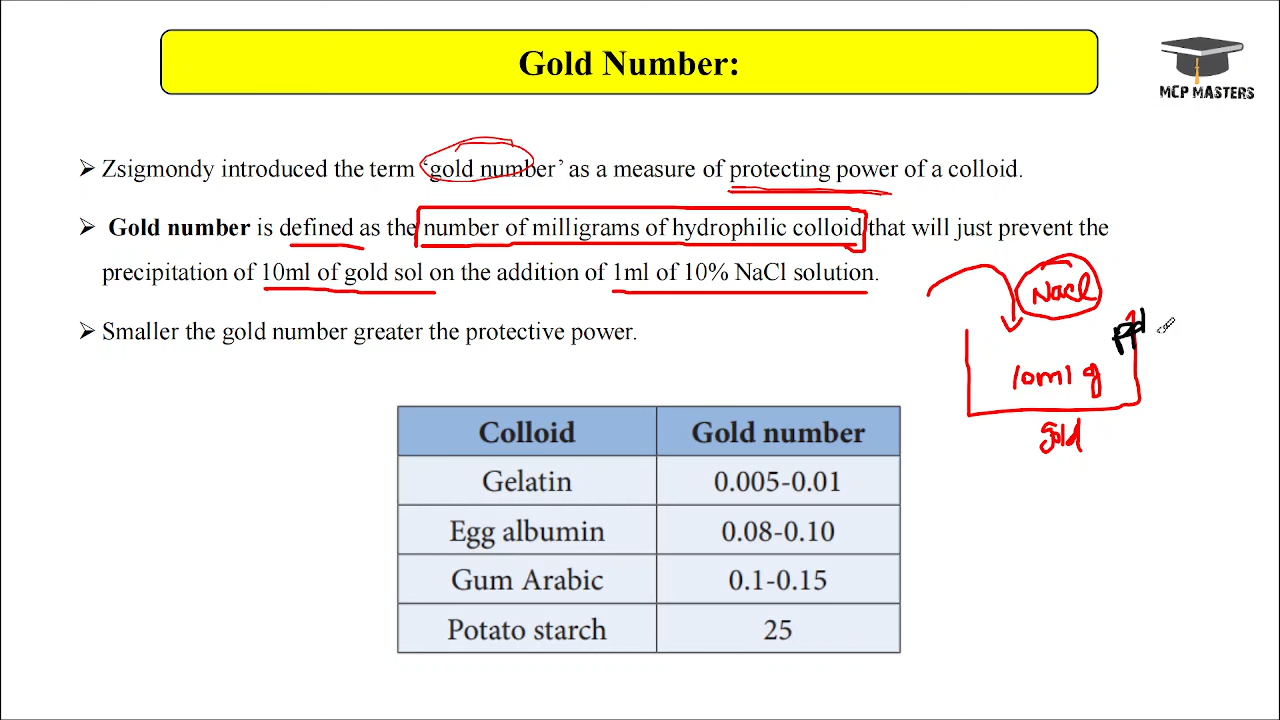 Gold Number:
MCP MASTERS
➢ Zsigmondy introduced the term ‘gold number’ as a measure of protecting power of a colloid.
➢ Gold number is defined as the number of milligrams of hydrophilic colloid that will just prevent the
precipitation of 10ml of gold sol on the addition of 1ml of 10% NaCl solution.
NaCl
➢ Smaller the gold number greater the protective power.
10ml g
gold
Colloid Gold number
Gelatin 0.005-0.01
Egg albumin 0.08-0.10
Gum Arabic 0.1-0.15
Potato starch 25